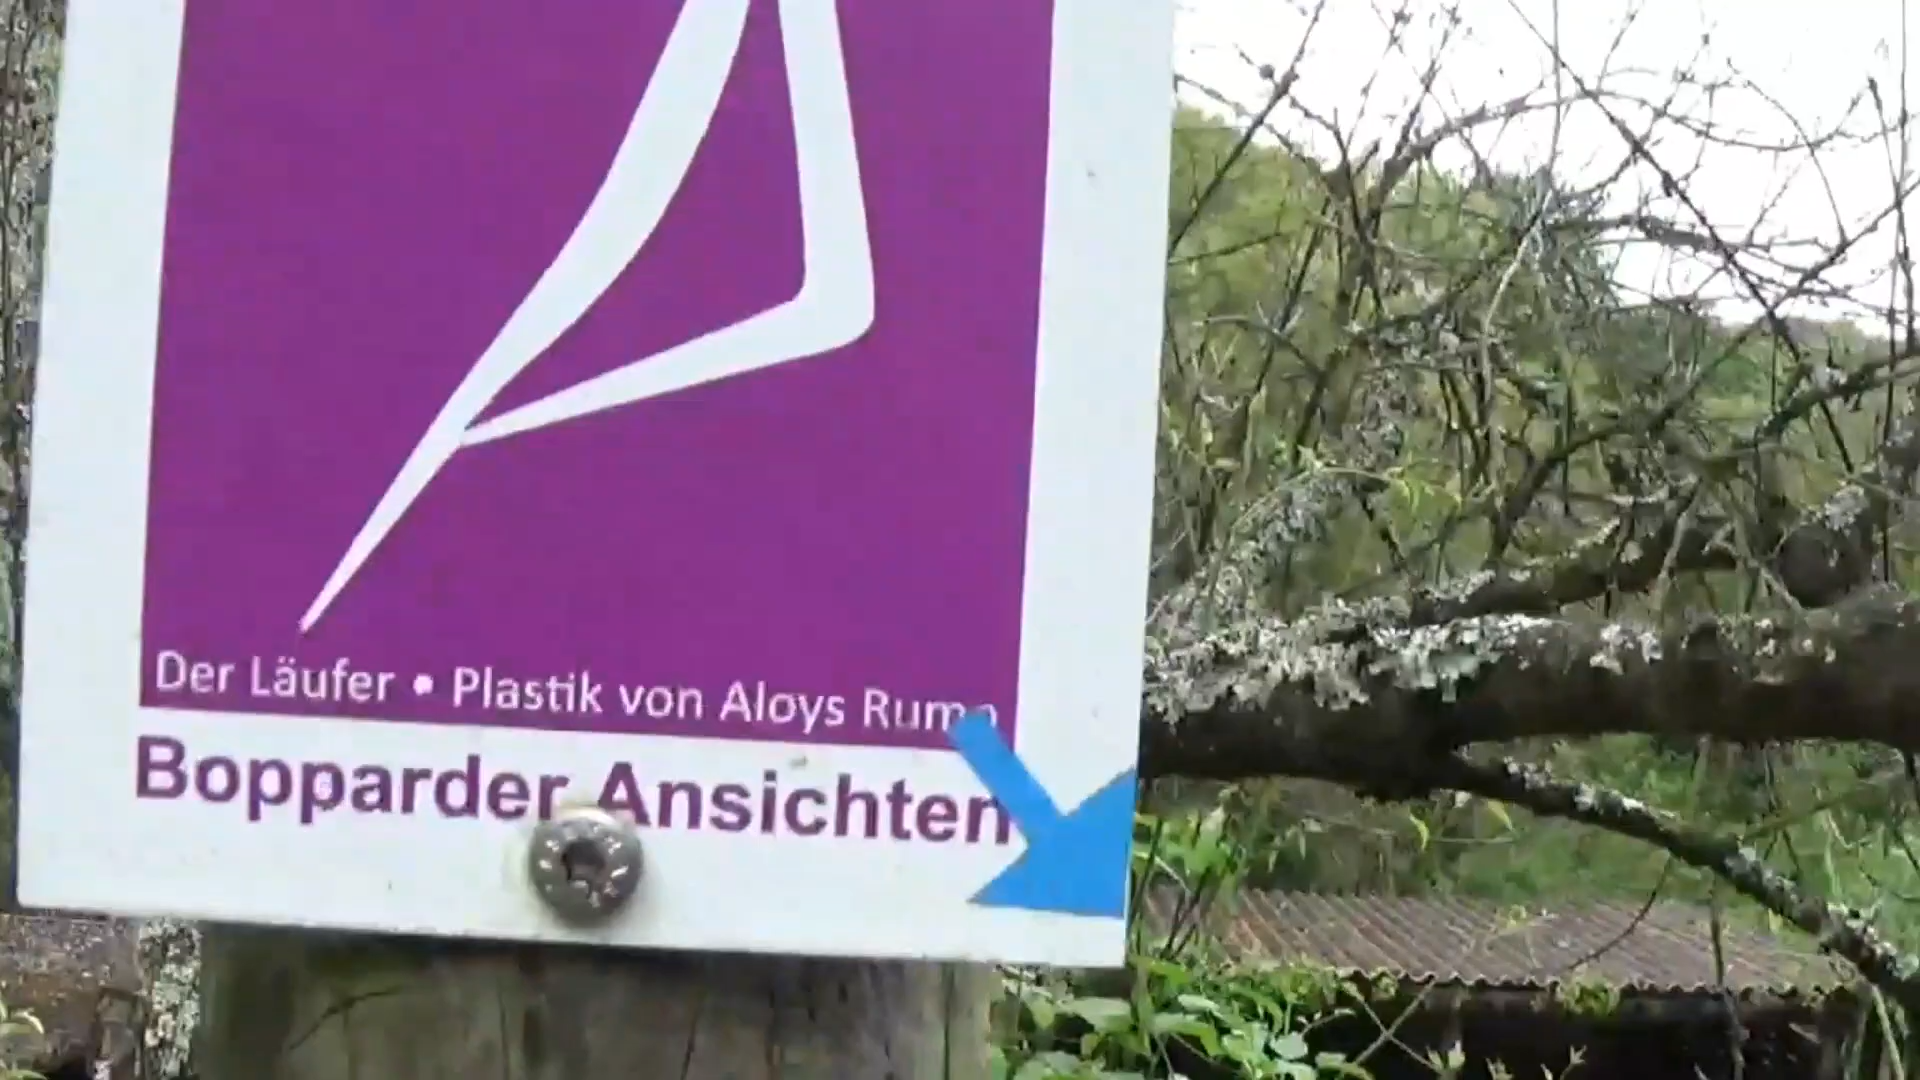 Der Läufer • Plastik von Aloys
Bopparder Ansichten